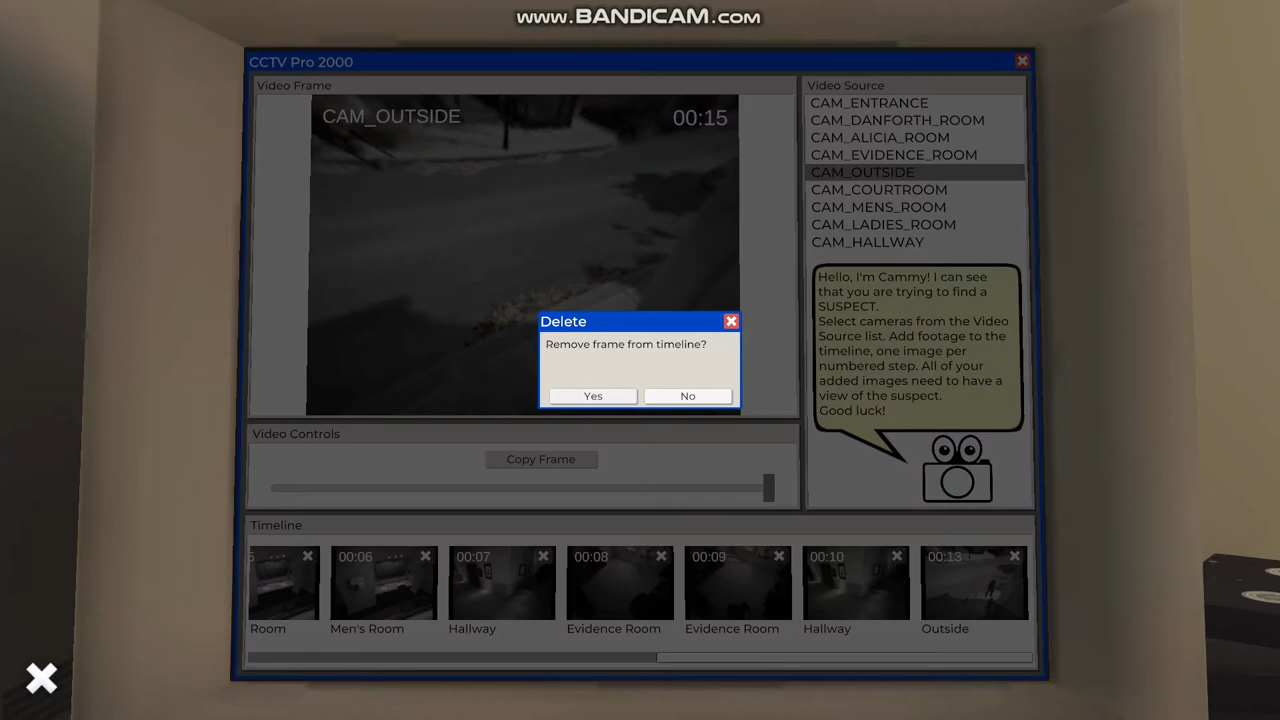 www.BANDICAM.com
CCTV Pro 2000
Video Frame
CAM_OUTSIDE
00:15
Video Source
CAM_ENTRANCE
CAM_DANFORTH_ROOM
CAM_ALICIA_ROOM
CAM_EVIDENCE_ROOM
CAM_OUTSIDE
CAM_COURTROOM
CAM_MENS_ROOM
CAM_LADIES_ROOM
CAM_HALLWAY
Hello, I'm Cammy! I can see
that you are trying to find a
SUSPECT.
Select cameras from the Video
Source list. Add footage to the
timeline, one image per
numbered step. All of your
added images need to have a
view of the suspect.
Good luck!
Delete
Remove frame from timeline?
Yes
No
Video Controls
Copy Frame
Timeline
5
00:06
00:07
00:08
00:09
00:10
00:13
Room
Men's Room
Hallway
Evidence Room
Evidence Room
Hallway
Outside